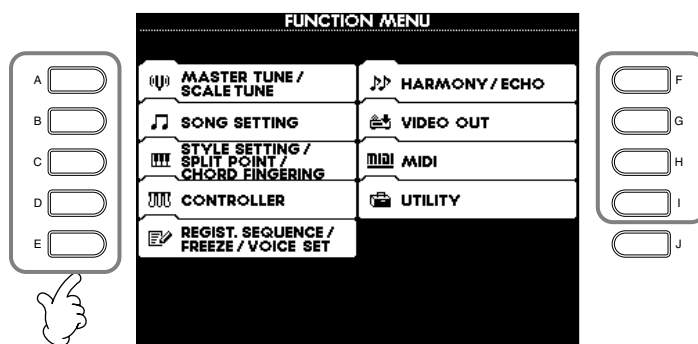 FUNCTION MENU
A
MASTER TUNE /
SCALE TUNE
HARMONY / ECHO
F
B
SONG SETTING
VIDEO OUT
G
C
STYLE SETTING /
SPLIT POINT /
CHORD FINGERING
MIDI MIDI
H
D
CONTROLLER
UTILITY
I
E
REGIST. SEQUENCE /
FREEZE / VOICE SET
J